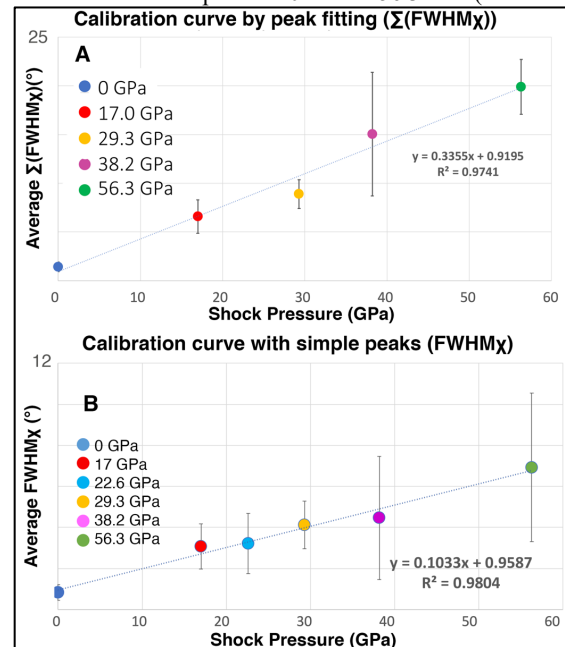 Calibration curve by peak fitting (Σ(FWHMχ))
25
A
0 GPa
17.0 GPa
29.3 GPa
38.2 GPa
56.3 GPa
y = 0.3355x + 0.9195
R² = 0.9741
Average Σ(FWHMχ)(°)
0 10 20 30 40 50 60
Shock Pressure (GPa)
Calibration curve with simple peaks (FWHMχ)
12
B
0 GPa
17 GPa
22.6 GPa
29.3 GPa
38.2 GPa
56.3 GPa
y = 0.1033x + 0.9587
R² = 0.9804
Average FWHMχ (°)
0 10 20 30 40 50 60
Shock Pressure (GPa)